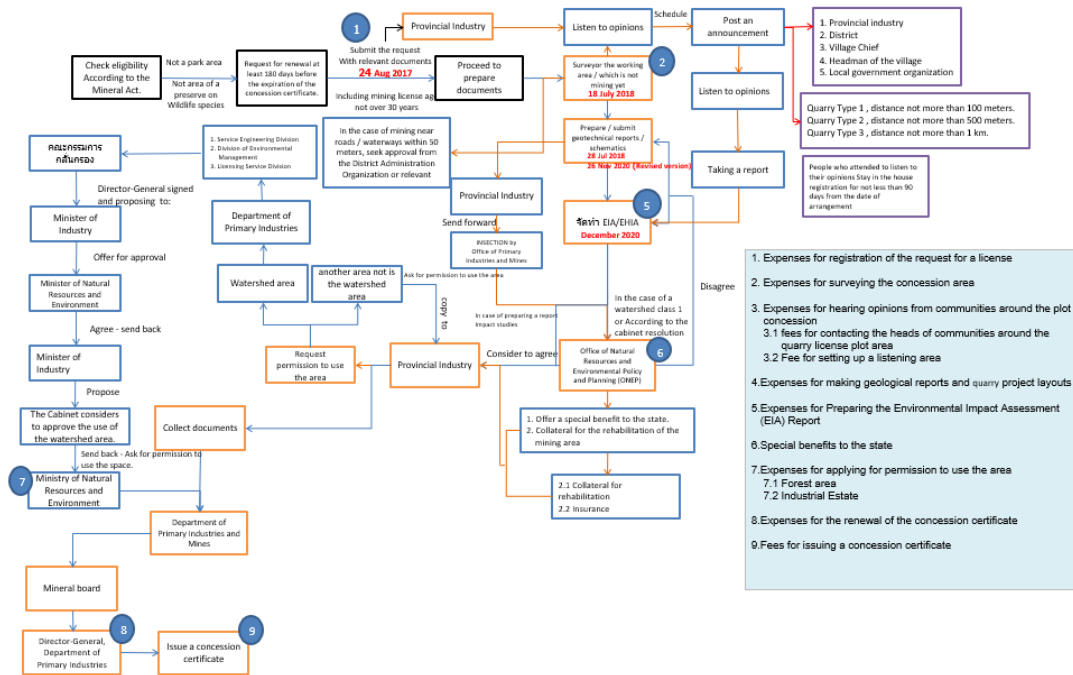 1
Provincial Industry
Listen to opinions
Schedule
Post an
announcement
1. Provincial industry
2. District
3. Village Chief
4. Headman of the village
5. Local government organization
Check eligibility
According to the
Mineral Act.
Not a park area
Not area of a
preserve on
Wildlife species
Request for renewal at
least 180 days before
the expiration of the
concession certificate.
Submit the request
With relevant documents
24 Aug 2017
Including mining license age
not over 30 years
Proceed to
prepare
documents
Surveyor the working
area / which is not
mining yet
18 July 2018
2
Listen to opinions
Quarry Type 1 , distance not more than 100 meters.
Quarry Type 2 , distance not more than 500 meters.
Quarry Type 3 , distance not more than 1 km.
คณะกรรมการ
กลั่นกรอง
1. Service Engineering Division
2. Division of Environmental
Management
3. Licensing Service Division
In the case of mining near
roads / waterways within 50
meters, seek approval from
the District Administration
Organization or relevant
Prepare / submit
geotechnical reports /
schematics
28 Jul 2018
26 Nov 2020 (Revised version)
Taking a report
People who attended to listen to
their opinions Stay in the house
registration for not less than 90
days from the date of
arrangement
Director-General signed
and proposing to:
Minister of
Industry
Department of
Primary Industries
Provincial Industry
Send forward
จัดทำ EIA/EHIA
December 2020
5
Offer for approval
INSECTION by
Office of Primary
Industries and Mines
Minister of Natural
Resources and
Environment
Watershed area
another area not is
the watershed
area
Ask for permission to use the area
copy to
In case of preparing a report
Impact studies
In the case of a
watershed class 1
or According to the
cabinet resolution
Disagree
Agree - send back
Minister of
Industry
Request
permission to use
the area
Provincial Industry
Consider to agree
Office of Natural
Resources and
Environmental Policy
and Planning (ONEP)
6
Propose
The Cabinet considers
to approve the use of
the watershed area.
Collect documents
1. Offer a special benefit to the state.
2. Collateral for the rehabilitation of the
mining area
Send back - Ask for permission to
use the space.
7
Ministry of Natural
Resources and
Environment
2.1 Collateral for
rehabilitation
2.2 Insurance
Department of
Primary Industries and
Mines
Mineral board
Director-General,
Department of
Primary Industries
8
Issue a concession
certificate
9
1. Expenses for registration of the request for a license
2. Expenses for surveying the concession area
3. Expenses for hearing opinions from communities around the plot
concession
3.1 fees for contacting the heads of communities around the
quarry license plot area
3.2 Fee for setting up a listening area
4.Expenses for making geological reports and quarry project layouts
5.Expenses for Preparing the Environmental Impact Assessment
(EIA) Report
6.Special benefits to the state
7.Expenses for applying for permission to use the area
7.1 Forest area
7.2 Industrial Estate
8.Expenses for the renewal of the concession certificate
9.Fees for issuing a concession certificate